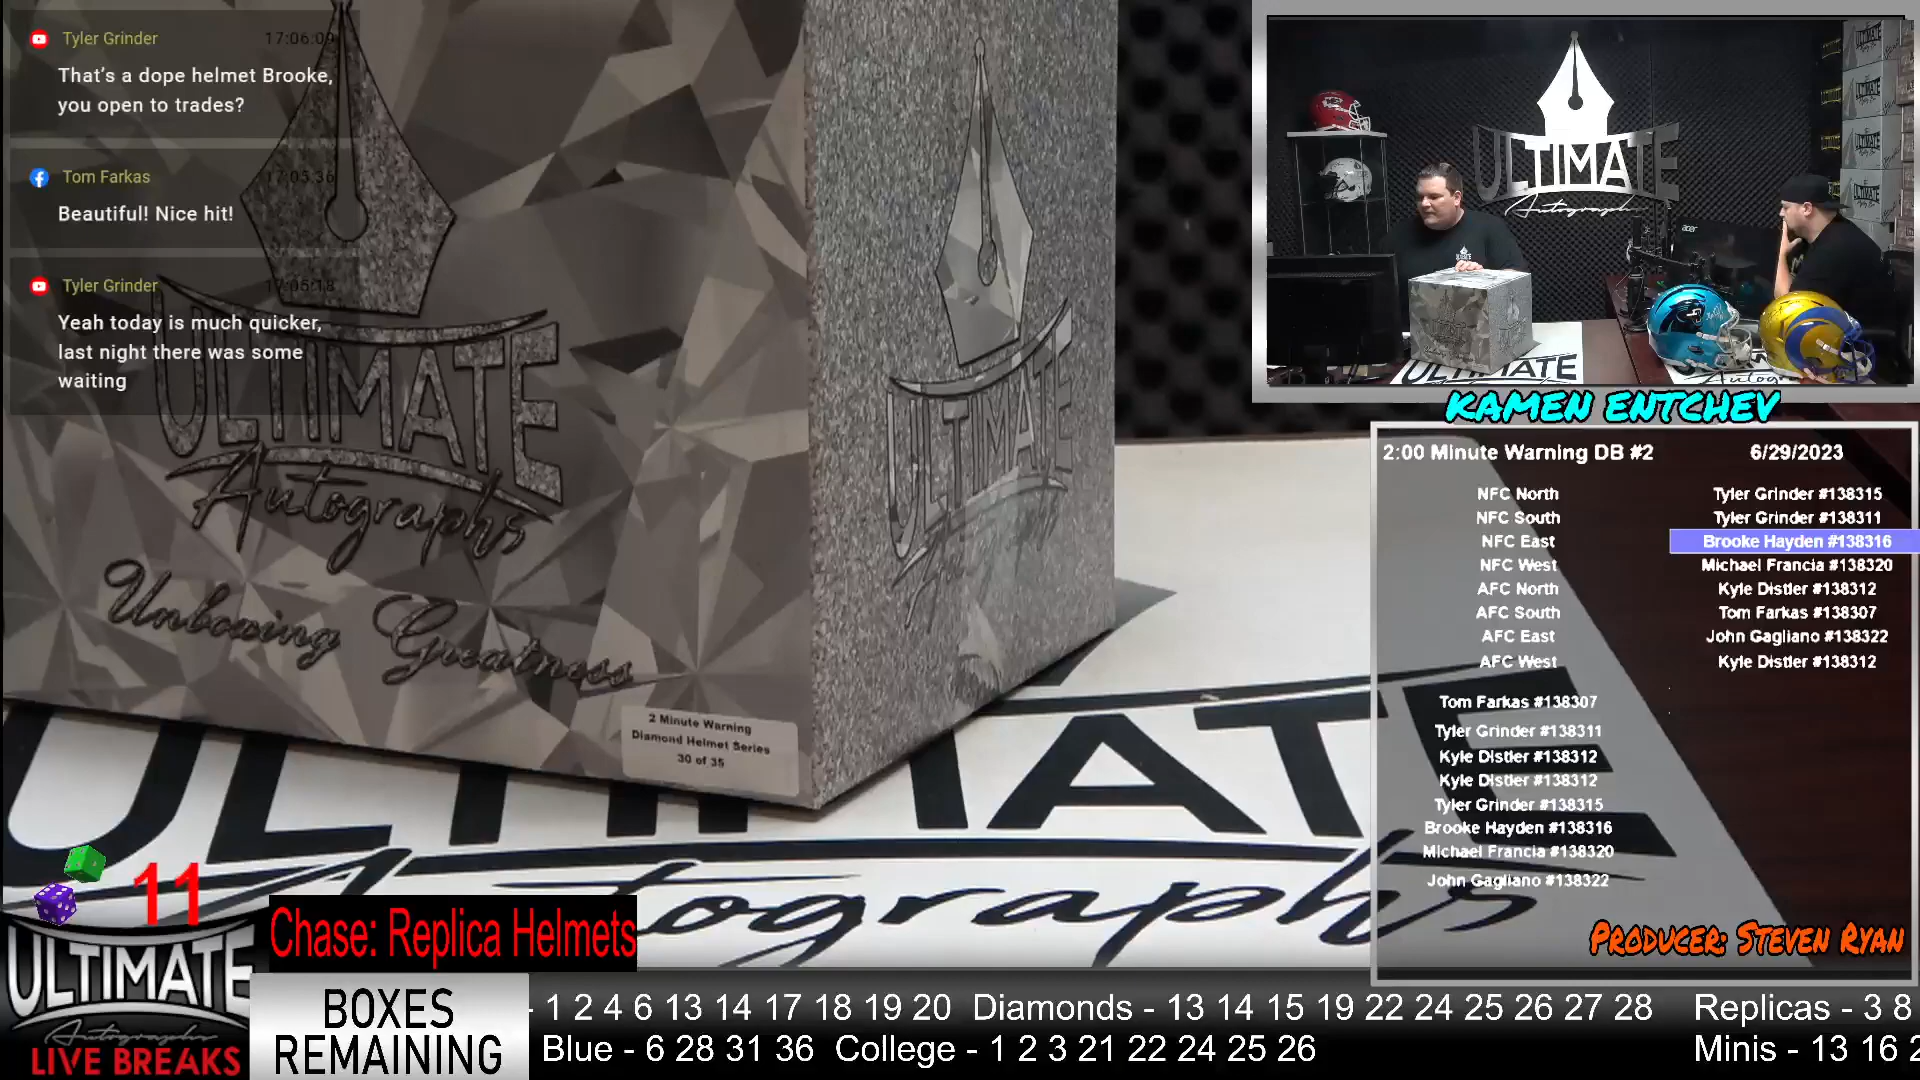 Tyler Grinder 17:06:09
That's a dope helmet Brooke,
you open to trades?
Tom Farkas 17:05:36
Beautiful! Nice hit!
Tyler Grinder 17:05:18
Yeah today is much quicker,
last night there was some
waiting
ULTIMATE
Autographs
Unboxing Greatness
2 Minute Warning
Diamond Helmet Series
30 of 35
ULTIMATE
ULTIMATE
Autographs
acer
ULTIMATE
KAMEN ENTCHEV
2:00 Minute Warning DB #2 6/29/2023
NFC North Tyler Grinder #138315
NFC South Tyler Grinder #138311
NFC East Brooke Hayden #138316
NFC West Michael Francia #138320
AFC North Kyle Distler #138312
AFC South Tom Farkas #138307
AFC East John Gagliano #138322
AFC West Kyle Distler #138312
Tom Farkas #138307
Tyler Grinder #138311
Kyle Distler #138312
Kyle Distler #138312
Tyler Grinder #138315
Brooke Hayden #138316
Michael Francia #138320
John Gagliano #138322
Producer: Steven Ryan
ULTIMATE
Autographs
11
Chase: Replica Helmets
ULTIMATE
Autographs
LIVE BREAKS
BOXES
REMAINING
- 1 2 4 6 13 14 17 18 19 20 Diamonds - 13 14 15 19 22 24 25 26 27 28 Replicas - 3 8
Blue - 6 28 31 36 College - 1 2 3 21 22 24 25 26 Minis - 13 16 2